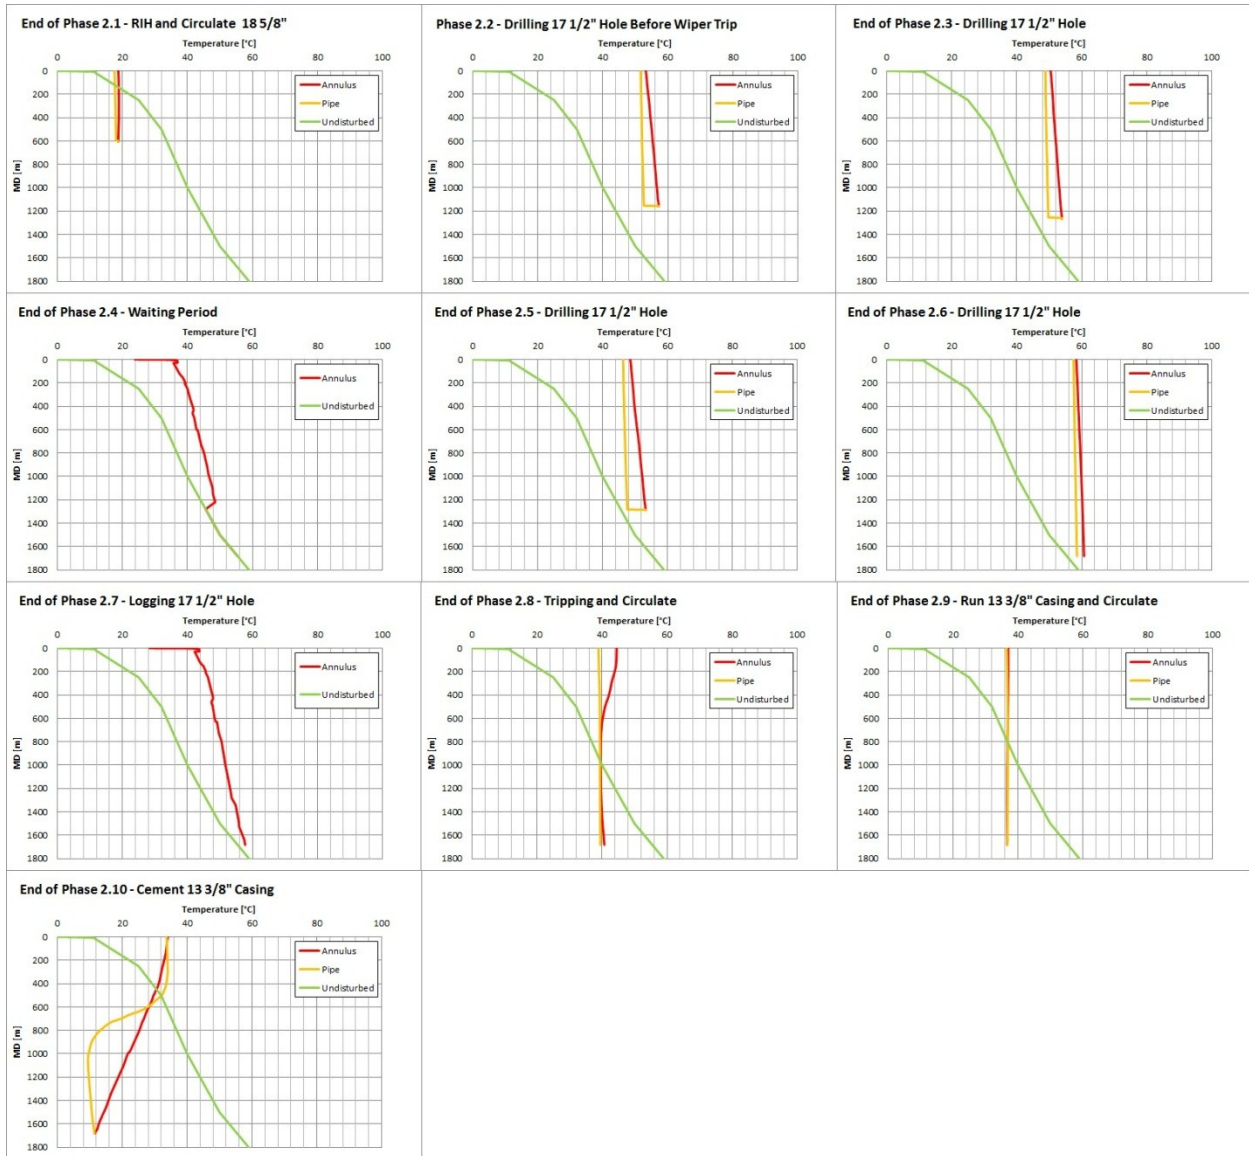 End of Phase 2.1 - RIH and Circulate 18 5/8"
Temperature [°C]
0 20 40 60 80 100
0
200
400
600
800
1000
1200
1400
1600
1800
MD [m]
Annulus
Pipe
Undisturbed
Phase 2.2 - Drilling 17 1/2" Hole Before Wiper Trip
Temperature [°C]
0 20 40 60 80 100
0
200
400
600
800
1000
1200
1400
1600
1800
MD [m]
Annulus
Pipe
Undisturbed
End of Phase 2.3 - Drilling 17 1/2" Hole
Temperature [°C]
0 20 40 60 80 100
0
200
400
600
800
1000
1200
1400
1600
1800
MD [m]
Annulus
Pipe
Undisturbed
End of Phase 2.4 - Waiting Period
Temperature [°C]
0 20 40 60 80 100
0
200
400
600
800
1000
1200
1400
1600
1800
MD [m]
Annulus
Undisturbed
End of Phase 2.5 - Drilling 17 1/2" Hole
Temperature [°C]
0 20 40 60 80 100
0
200
400
600
800
1000
1200
1400
1600
1800
MD [m]
Annulus
Pipe
Undisturbed
End of Phase 2.6 - Drilling 17 1/2" Hole
Temperature [°C]
0 20 40 60 80 100
0
200
400
600
800
1000
1200
1400
1600
1800
MD [m]
Annulus
Pipe
Undisturbed
End of Phase 2.7 - Logging 17 1/2" Hole
Temperature [°C]
0 20 40 60 80 100
0
200
400
600
800
1000
1200
1400
1600
1800
MD [m]
Annulus
Undisturbed
End of Phase 2.8 - Tripping and Circulate
Temperature [°C]
0 20 40 60 80 100
0
200
400
600
800
1000
1200
1400
1600
1800
MD [m]
Annulus
Pipe
Undisturbed
End of Phase 2.9 - Run 13 3/8" Casing and Circulate
Temperature [°C]
0 20 40 60 80 100
0
200
400
600
800
1000
1200
1400
1600
1800
MD [m]
Annulus
Pipe
Undisturbed
End of Phase 2.10 - Cement 13 3/8" Casing
Temperature [°C]
0 20 40 60 80 100
0
200
400
600
800
1000
1200
1400
1600
1800
MD [m]
Annulus
Pipe
Undisturbed